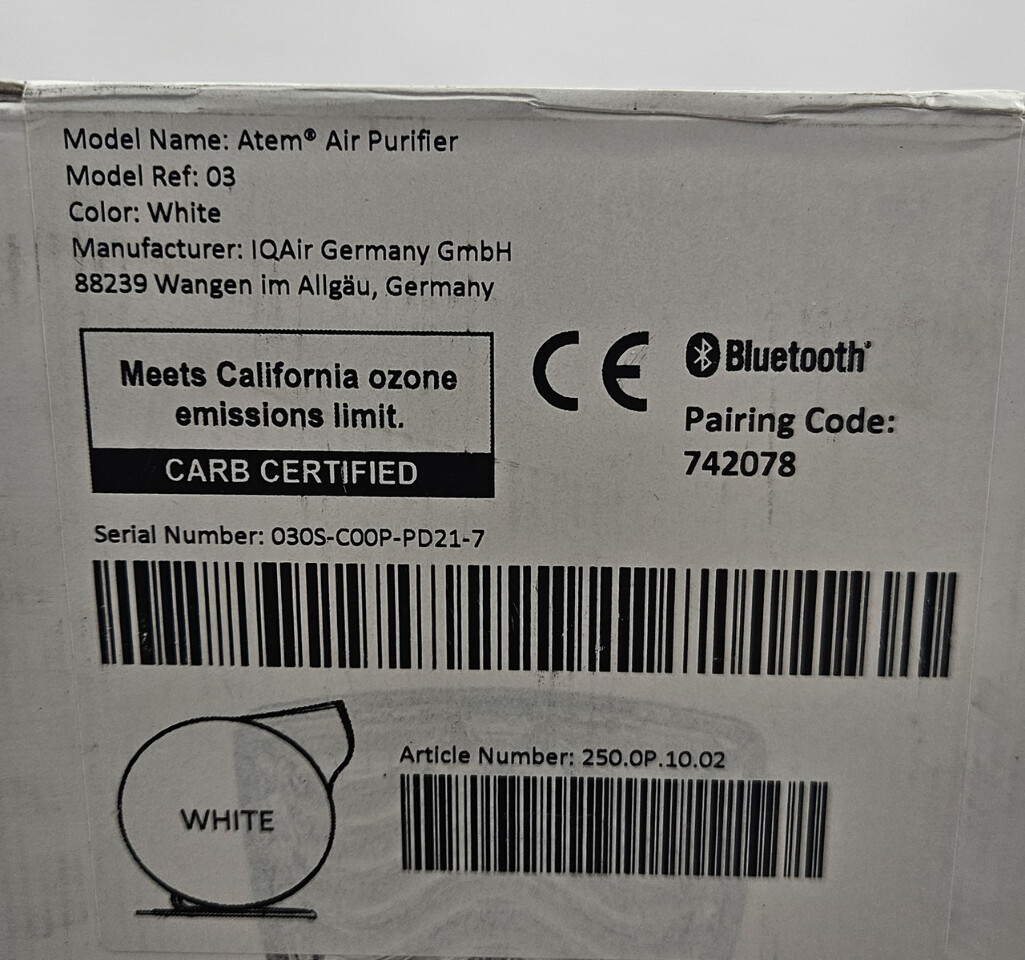 Model Name: Atem® Air Purifier
Model Ref: 03
Color: White
Manufacturer: IQAir Germany GmbH
88239 Wangen im Allgäu, Germany
Meets California ozone
emissions limit.
CARB CERTIFIED
CE
Bluetooth®
Pairing Code:
742078
Serial Number: 030S-C00P-PD21-7
WHITE
Article Number: 250.0P.10.02